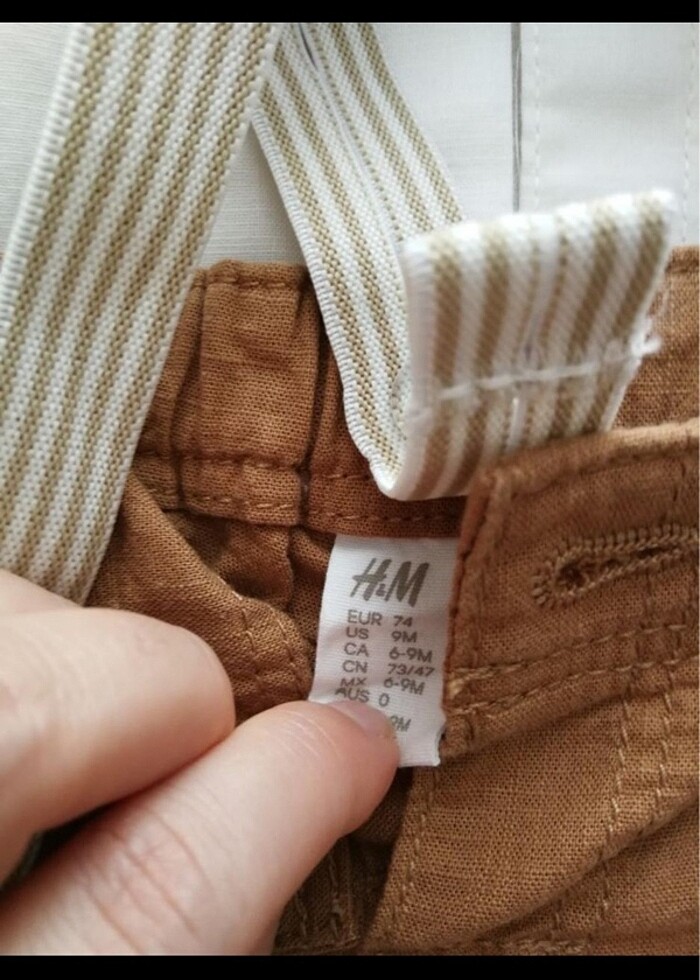 H&M
EUR 74
US 9M
CA 6-9M
CN 73/47
MX 6-9M
AUS 0